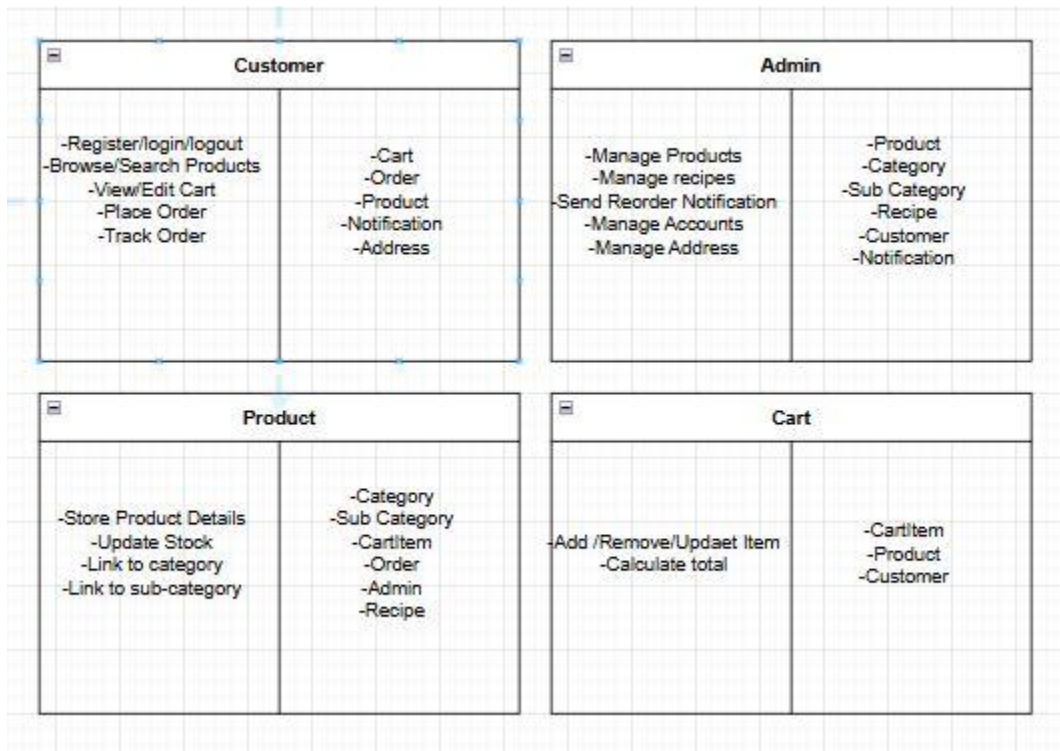 Customer
-Register/login/logout
-Browse/Search Products
-View/Edit Cart
-Place Order
-Track Order
-Cart
-Order
-Product
-Notification
-Address
Admin
-Manage Products
-Manage recipes
-Send Reorder Notification
-Manage Accounts
-Manage Address
-Product
-Category
-Sub Category
-Recipe
-Customer
-Notification
Product
-Store Product Details
-Update Stock
-Link to category
-Link to sub-category
-Category
-Sub Category
-CartItem
-Order
-Admin
-Recipe
Cart
-Add /Remove/Updaet Item
-Calculate total
-CartItem
-Product
-Customer